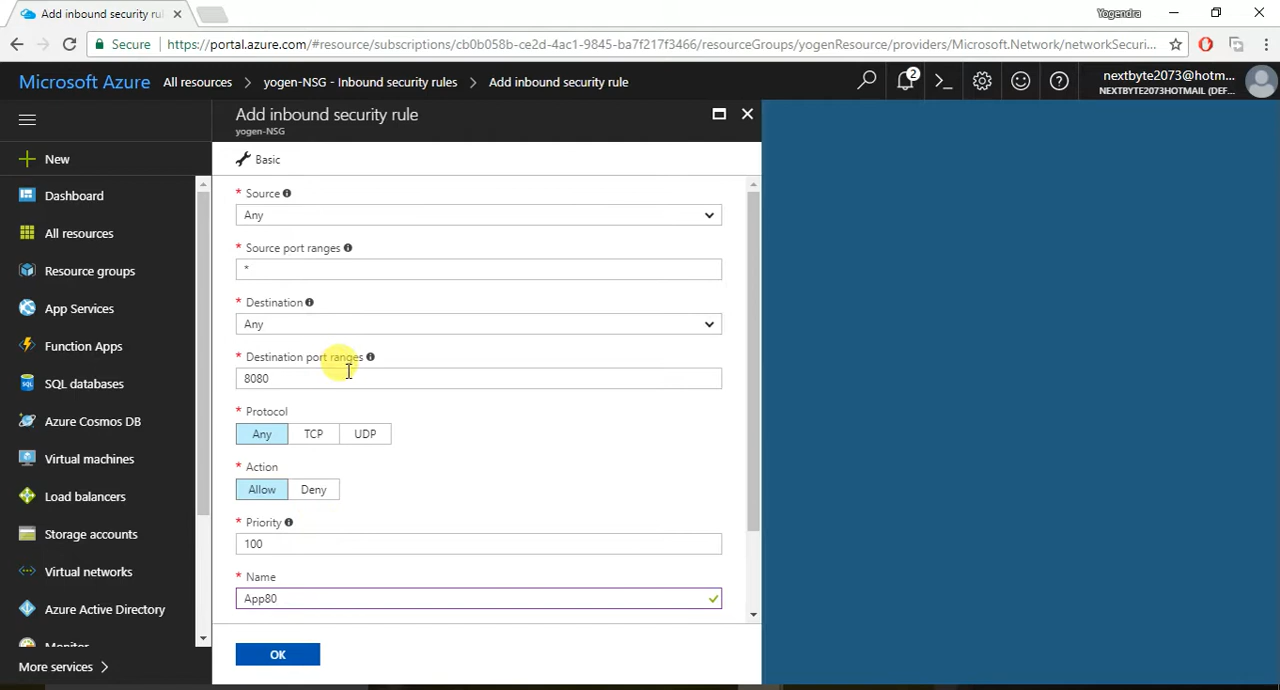 Add inbound security rul
Yogendra
Secure
https://portal.azure.com/#resource/subscriptions/cb0b058b-ce2d-4ac1-9845-ba7f217f3466/resourceGroups/yogenResource/providers/Microsoft.Network/networkSecuri...
Microsoft Azure All resources > yogen-NSG - Inbound security rules > Add inbound security rule
2
nextbyte2073@hotm...
NEXTBYTE2073HOTMAIL (DEF...
Add inbound security rule
yogen-NSG
Basic
New
Dashboard
All resources
Resource groups
App Services
Function Apps
SQL databases
Azure Cosmos DB
Virtual machines
Load balancers
Storage accounts
Virtual networks
Azure Active Directory
Monitor
More services >
* Source
Any
* Source port ranges
*
* Destination
Any
* Destination port ranges
8080
* Protocol
Any TCP UDP
* Action
Allow Deny
* Priority
100
* Name
App80
OK